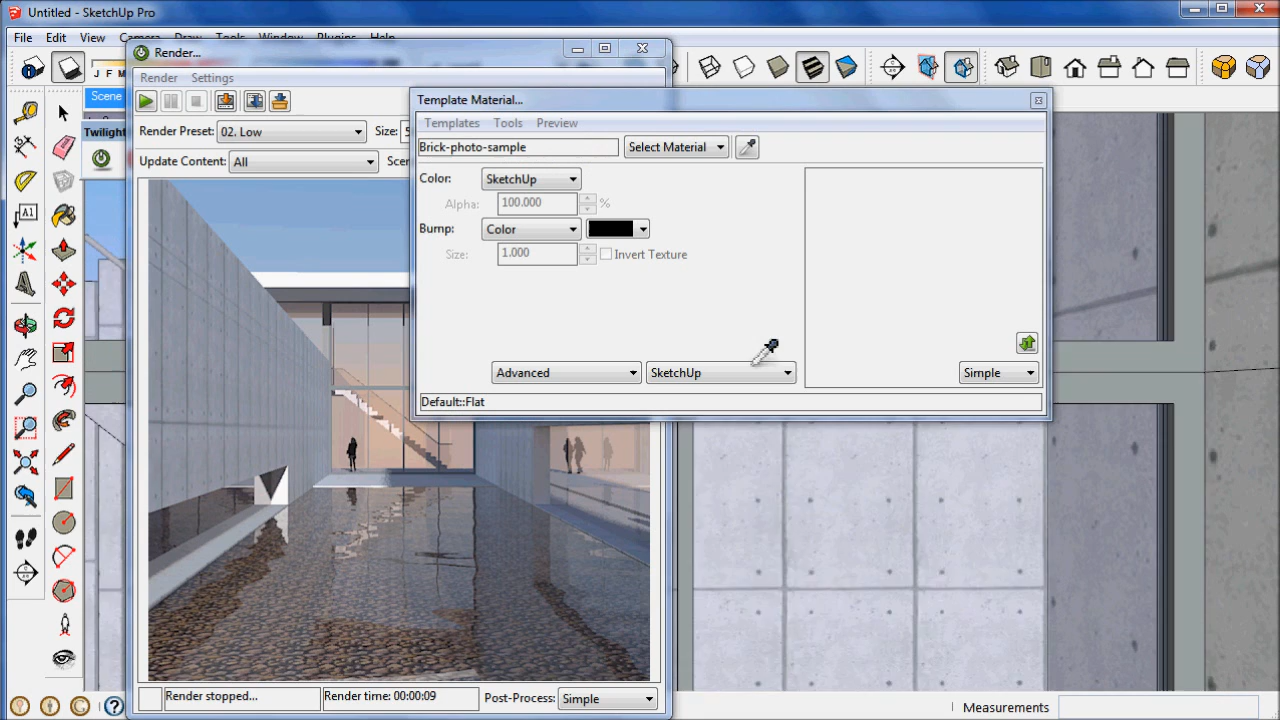 Untitled - SketchUp Pro
File Edit View Camera Draw Tools Window Plugins Help
Render...
Render Settings
J F M
Scene
Template Material...
Templates Tools Preview
Render Preset: 02. Low Size: 5
Twilight
Brick-photo-sample Select Material
Update Content: All Scen
Color: SketchUp
Alpha: 100.000 %
Bump: Color
Size: 1.000 Invert Texture
A1
Advanced SketchUp Simple
Default::Flat
Render stopped... Render time: 00:00:09 Post-Process: Simple
Measurements